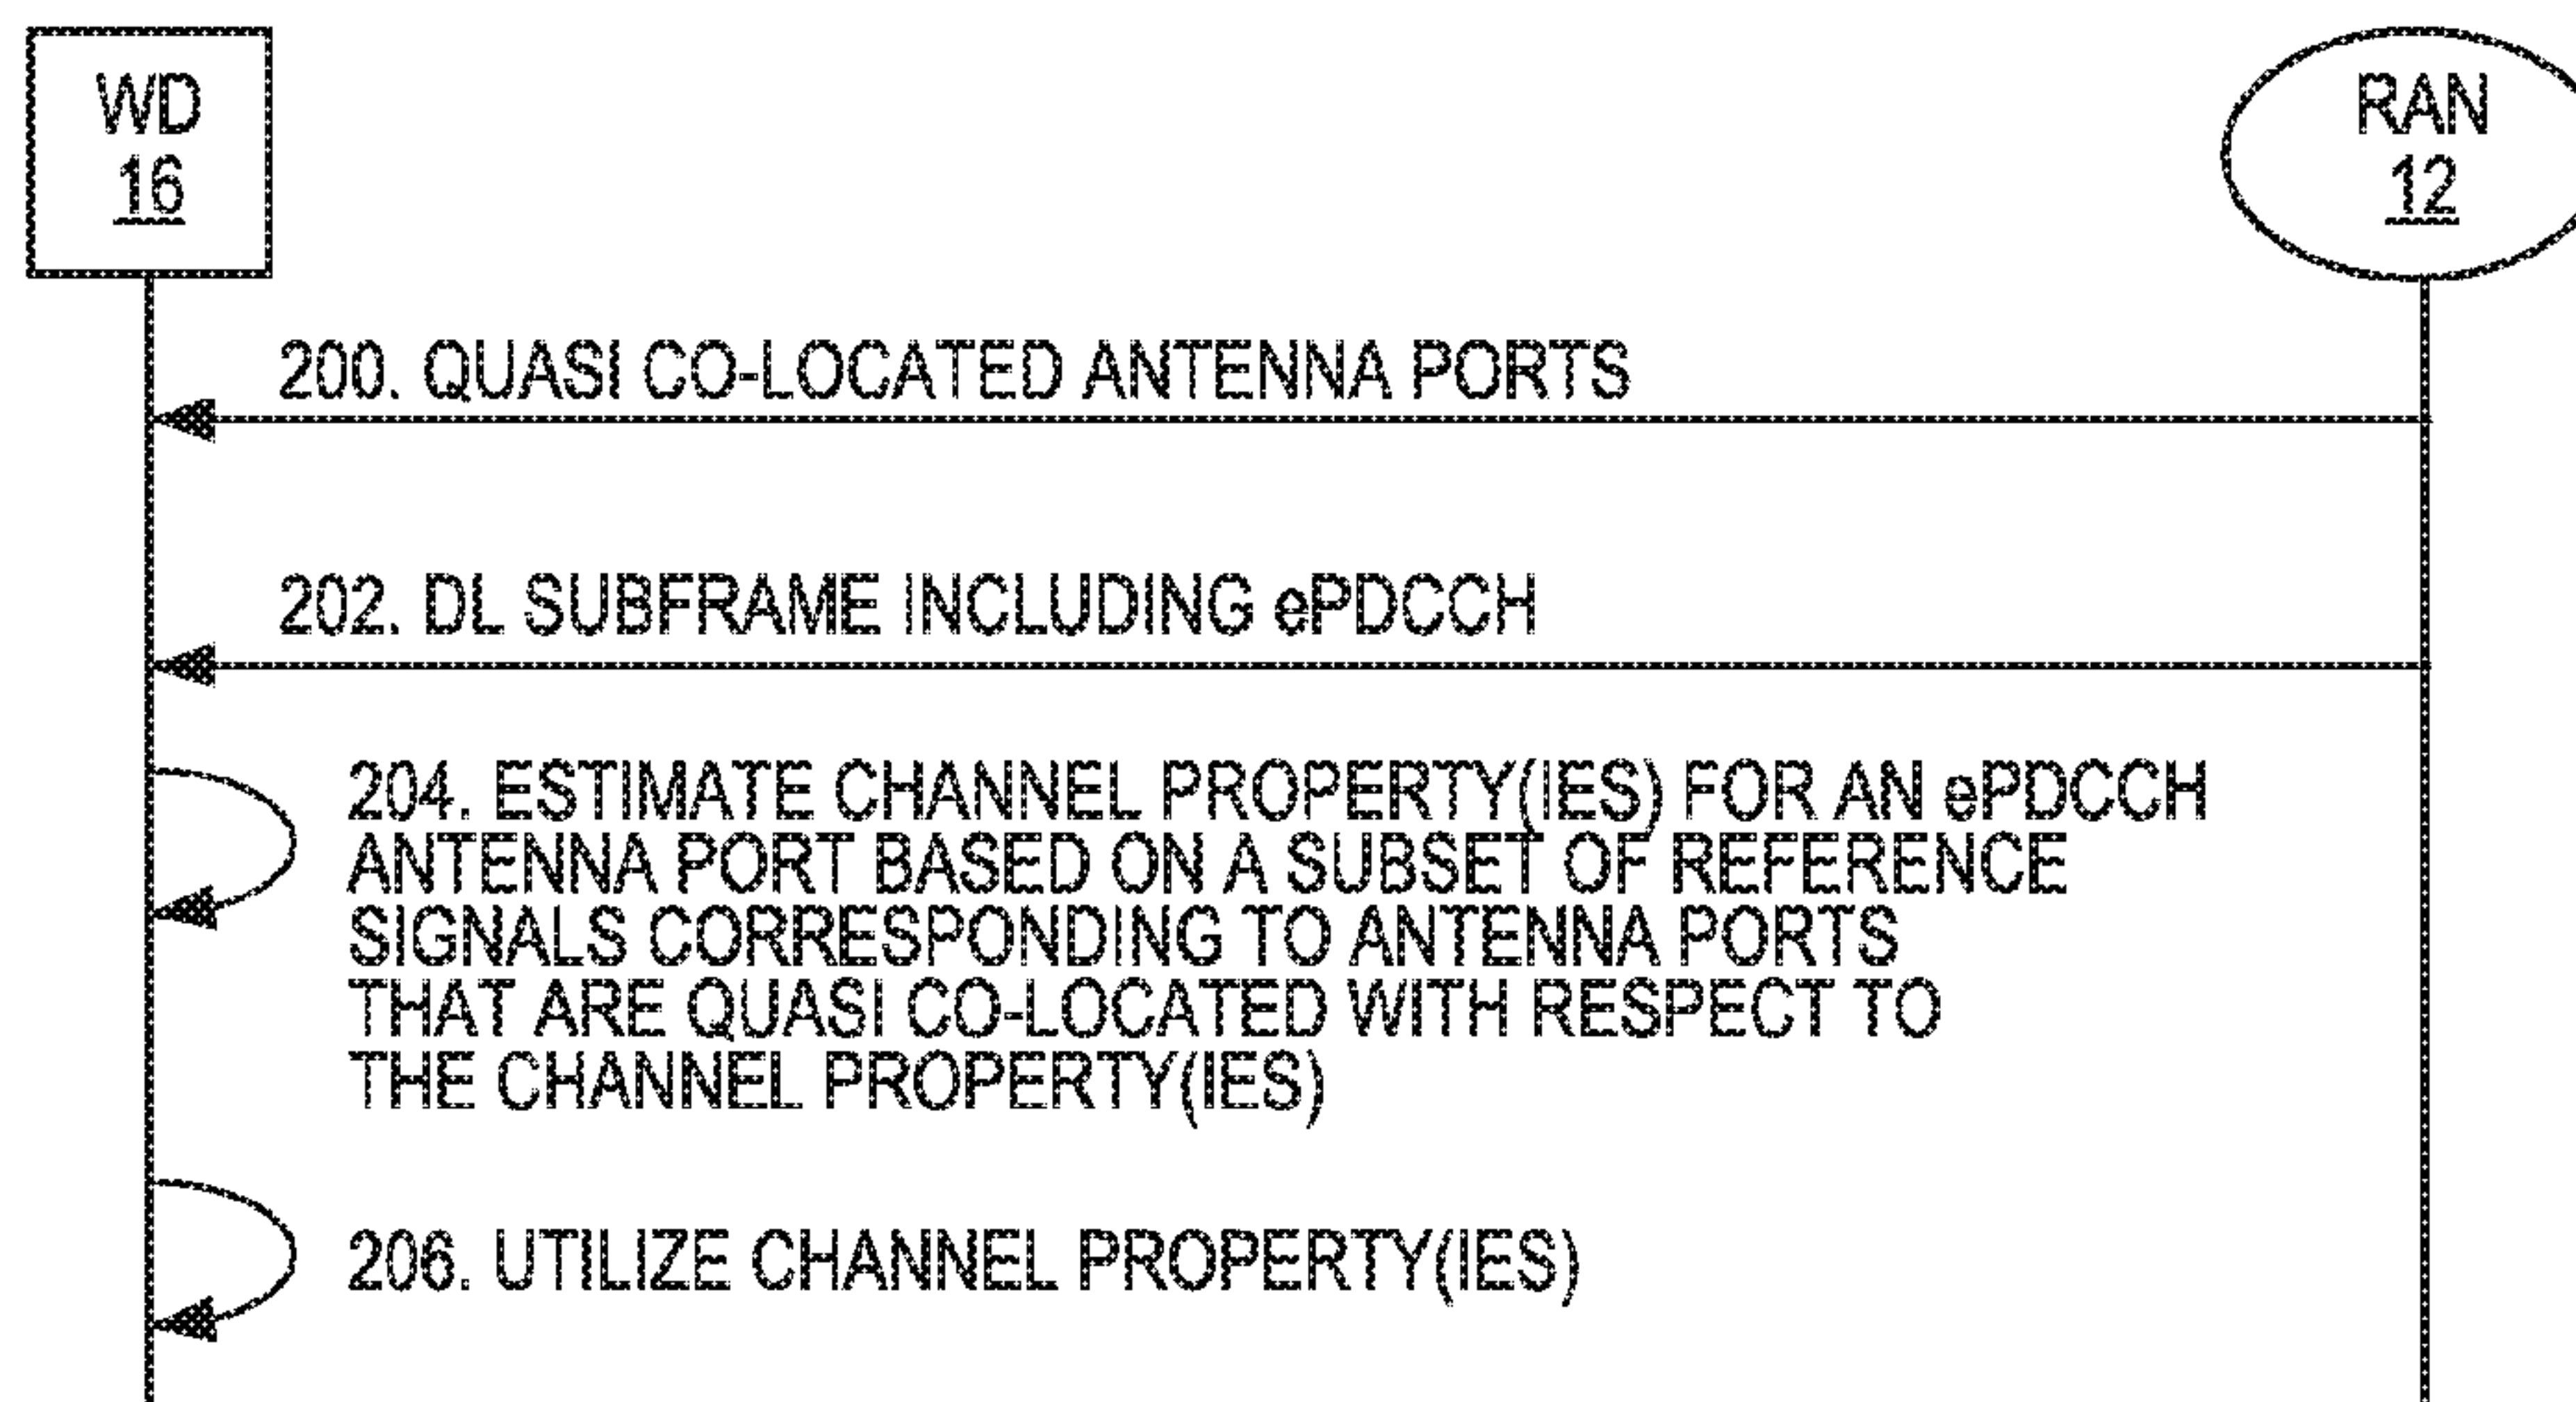 WD
16
RAN
12
200. QUASI CO-LOCATED ANTENNA PORTS
202. DL SUBFRAME INCLUDING ePDCCH
204. ESTIMATE CHANNEL PROPERTY(IES) FOR AN ePDCCH
ANTENNA PORT BASED ON A SUBSET OF REFERENCE
SIGNALS CORRESPONDING TO ANTENNA PORTS
THAT ARE QUASI CO-LOCATED WITH RESPECT TO
THE CHANNEL PROPERTY(IES)
206. UTILIZE CHANNEL PROPERTY(IES)